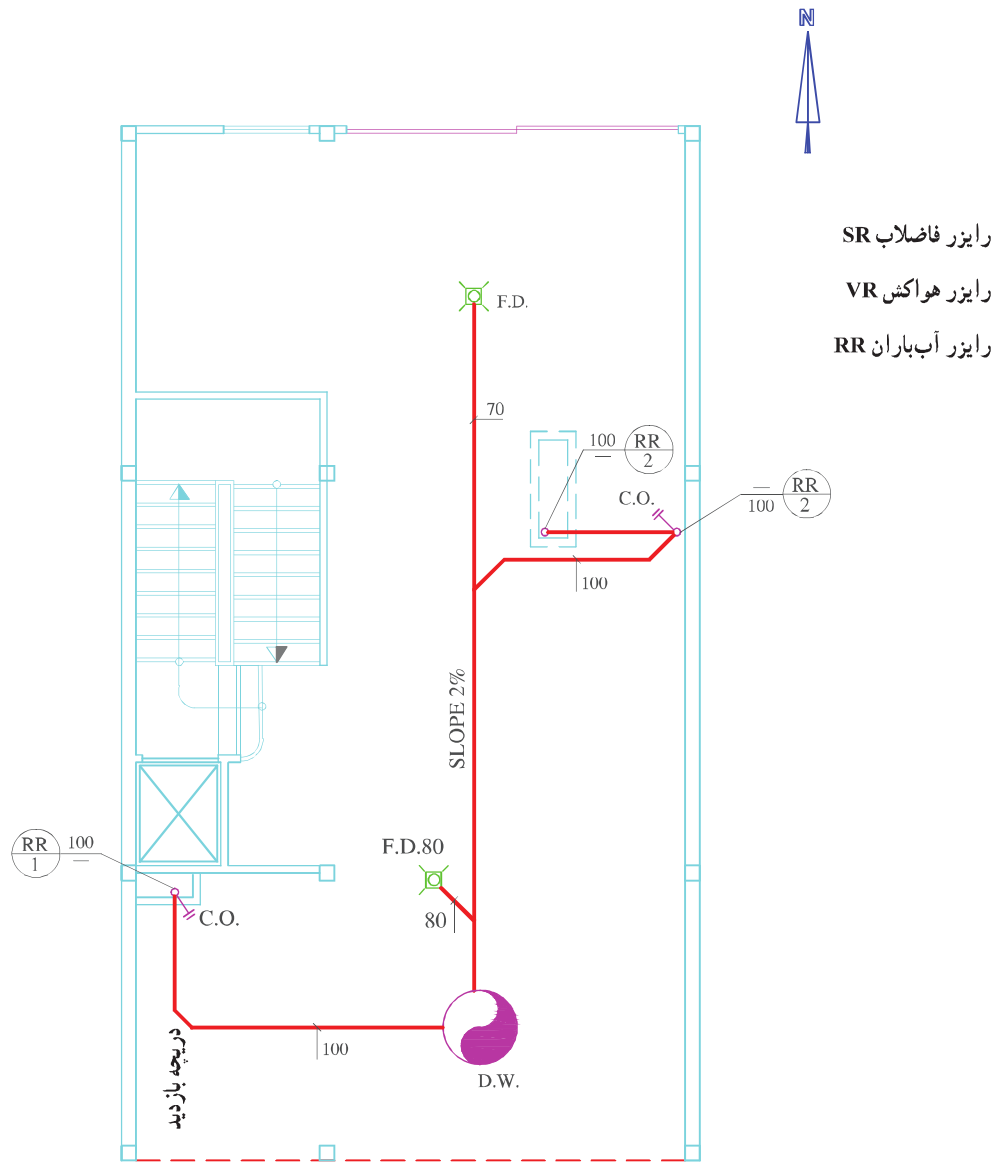 N
رایزر فاضلاب SR
رایزر هواکش VR
رایزر آب‌باران RR
F.D.
70
100
RR
2
C.O.
100
RR
2
100
SLOPE 2%
F.D.80
80
RR
1
100
C.O.
دریچه بازدید
100
D.W.